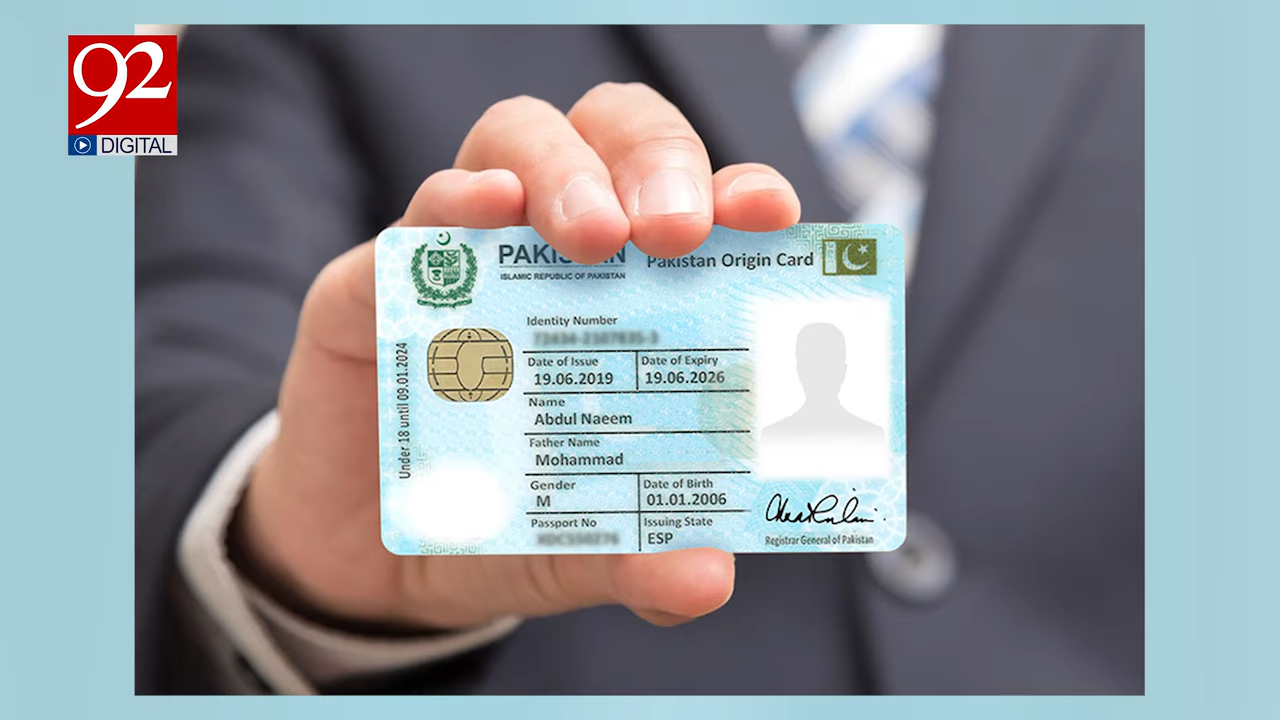 92
DIGITAL
PAKISTAN
ISLAMIC REPUBLIC OF PAKISTAN
Pakistan Origin Card
Identity Number
Date of Issue Date of Expiry
19.06.2019 19.06.2026
Name
Abdul Naeem
Father Name
Mohammad
Gender Date of Birth
M 01.01.2006
Passport No Issuing State
ESP
Under 18 until 09.01.2024
Registrar General of Pakistan